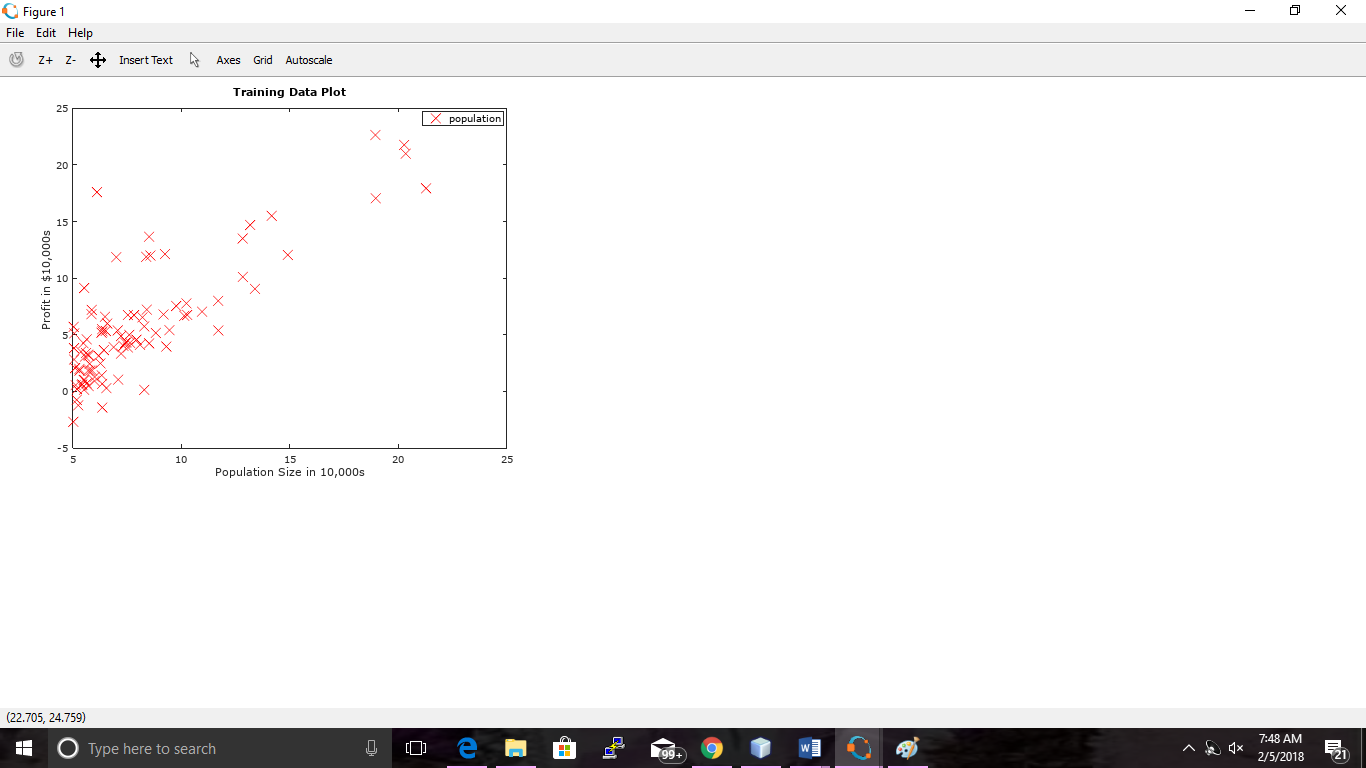 Figure 1
File Edit Help
Z+ Z- Insert Text Axes Grid Autoscale
Training Data Plot
population
25
20
15
10
5
0
-5
Profit in $10,000s
5 10 15 20 25
Population Size in 10,000s
(22.705, 24.759)
Type here to search
99+
W
7:48 AM
2/5/2018
21